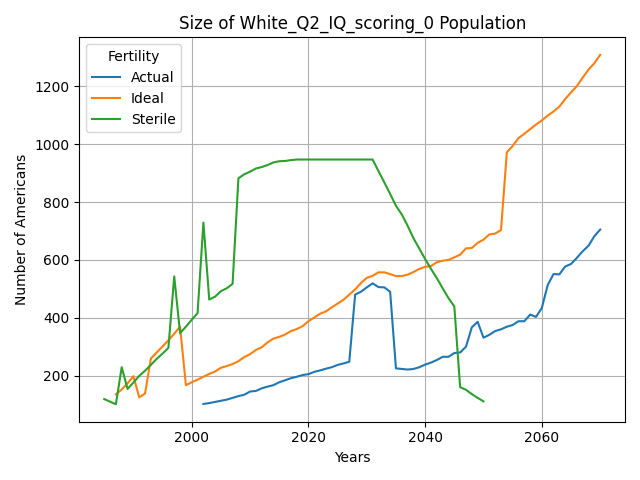 Size of White_Q2_IQ_scoring_0 Population
Fertility
Actual
Ideal
Sterile
Number of Americans
1200
1000
800
600
400
200
2000 2020 2040 2060
Years